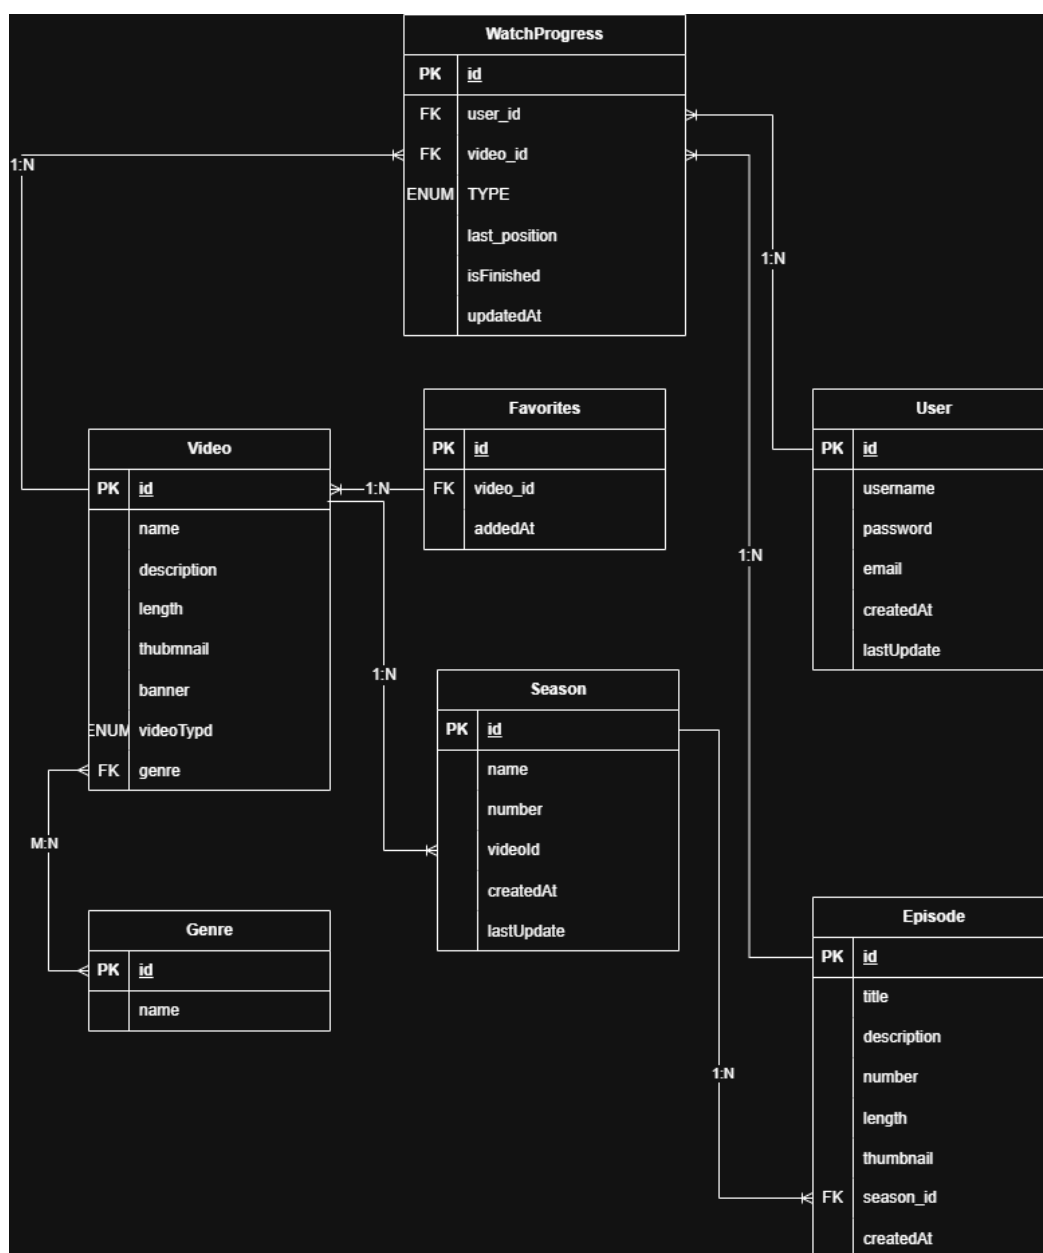 WatchProgress
PK id
FK user_id
FK video_id
ENUM TYPE
last_position
isFinished
updatedAt
1:N
1:N
Favorites
PK id
FK video_id
addedAt
User
PK id
username
password
email
createdAt
lastUpdate
Video
PK id
name
description
length
thubmnail
banner
ENUM videoTypd
FK genre
1:N
1:N
1:N
Season
PK id
name
number
videoId
createdAt
lastUpdate
M:N
Genre
PK id
name
1:N
Episode
PK id
title
description
number
length
thumbnail
FK season_id
createdAt